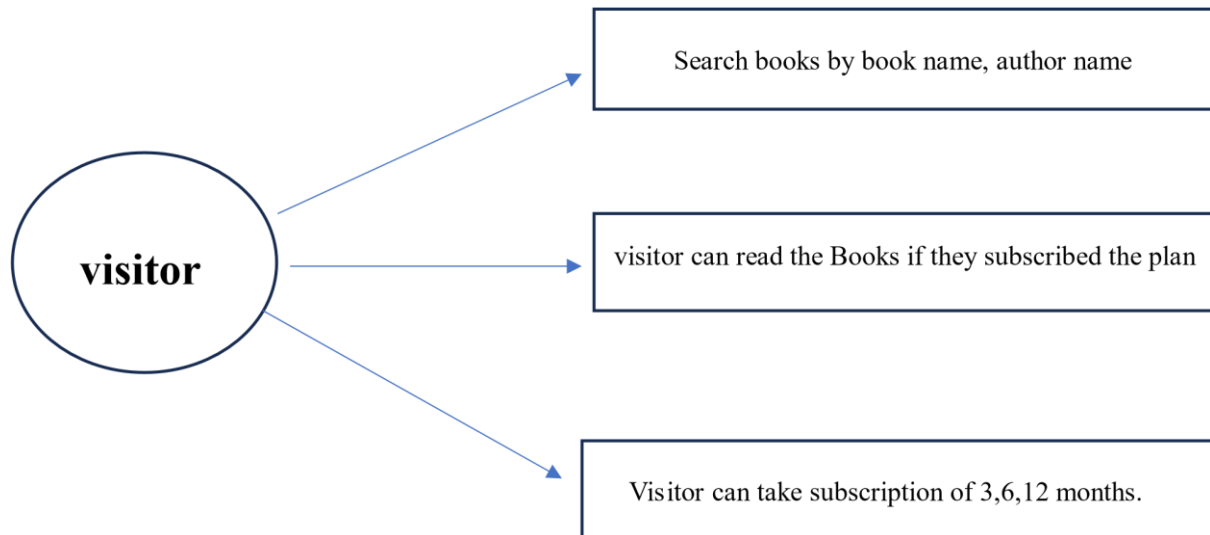 Search books by book name, author name
visitor
visitor can read the Books if they subscribed the plan
Visitor can take subscription of 3,6,12 months.